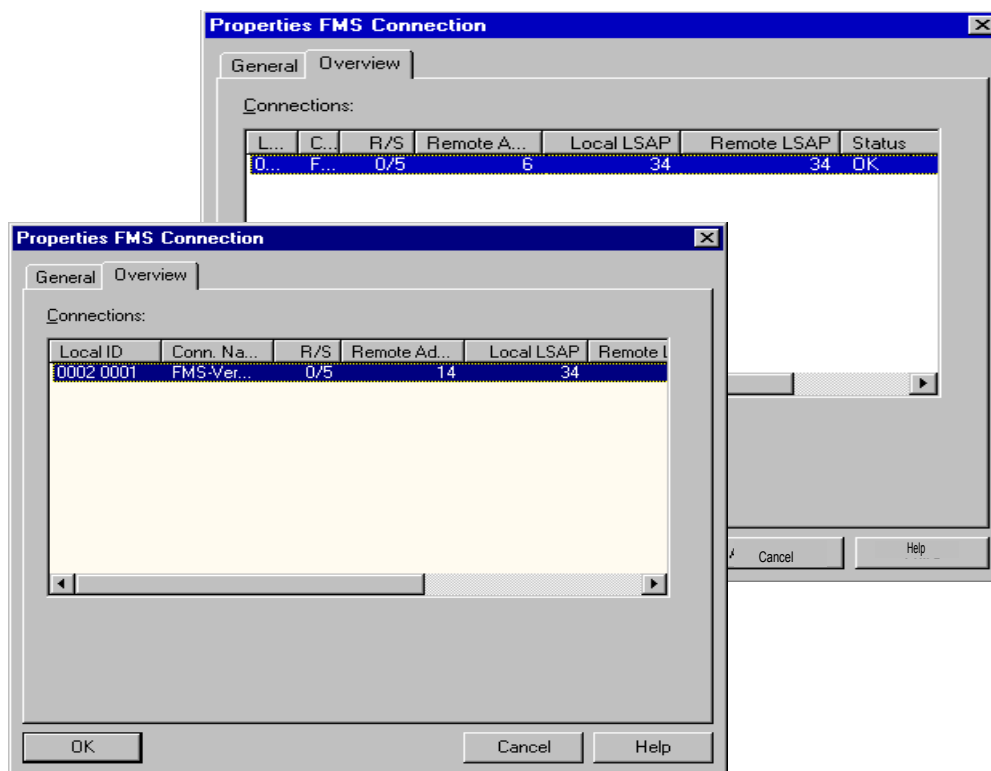 Properties FMS Connection
General Overview
Connections:
L... C... R/S Remote A... Local LSAP Remote LSAP Status
0... F... 0/5 6 34 34 OK
Cancel Help
Properties FMS Connection
General Overview
Connections:
Local ID Conn. Na... R/S Remote Ad... Local LSAP Remote L
0002 0001 FMS-Ver... 0/5 14 34
OK Cancel Help